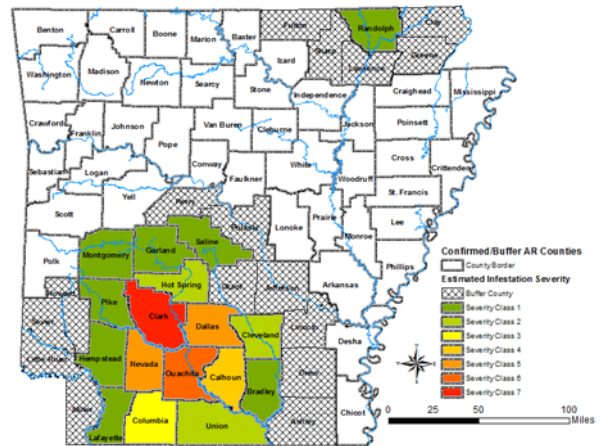 Benton
Carroll
Boone
Marion
Baxter
Fulton
Randolph
Clay
Sharp
Greene
Lawrence
Izard
Washington
Madison
Newton
Searcy
Stone
Independence
Craighead
Mississippi
Crawford
Franklin
Johnson
Pope
Van Buren
Cleburne
Jackson
Poinsett
Cross
Crittenden
Sebastian
Logan
Conway
Faulkner
White
Woodruff
St. Francis
Scott
Yell
Perry
Pulaski
Lonoke
Prairie
Monroe
Lee
Phillips
Polk
Montgomery
Garland
Saline
Hot Spring
Grant
Jefferson
Arkansas
Howard
Pike
Clark
Dallas
Cleveland
Lincoln
Desha
Sevier
Little River
Hempstead
Nevada
Ouachita
Calhoun
Bradley
Drew
Chicot
Miller
Lafayette
Columbia
Union
Ashley
Confirmed/Buffer AR Counties
County Border
Estimated Infestation Severity
Buffer County
Severity Class 1
Severity Class 2
Severity Class 3
Severity Class 4
Severity Class 5
Severity Class 6
Severity Class 7
0 25 50 100
Miles